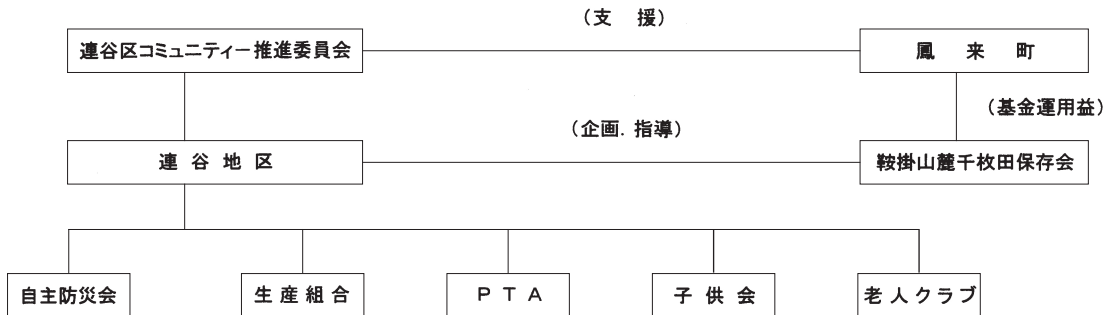 （支　援）
連谷区コミュニティー推進委員会
鳳　来　町
（基金運用益）
（企画．指導）
連　谷　地　区
鞍掛山麓千枚田保存会
自主防災会
生 産 組 合
Ｐ Ｔ Ａ
子 供 会
老人クラブ